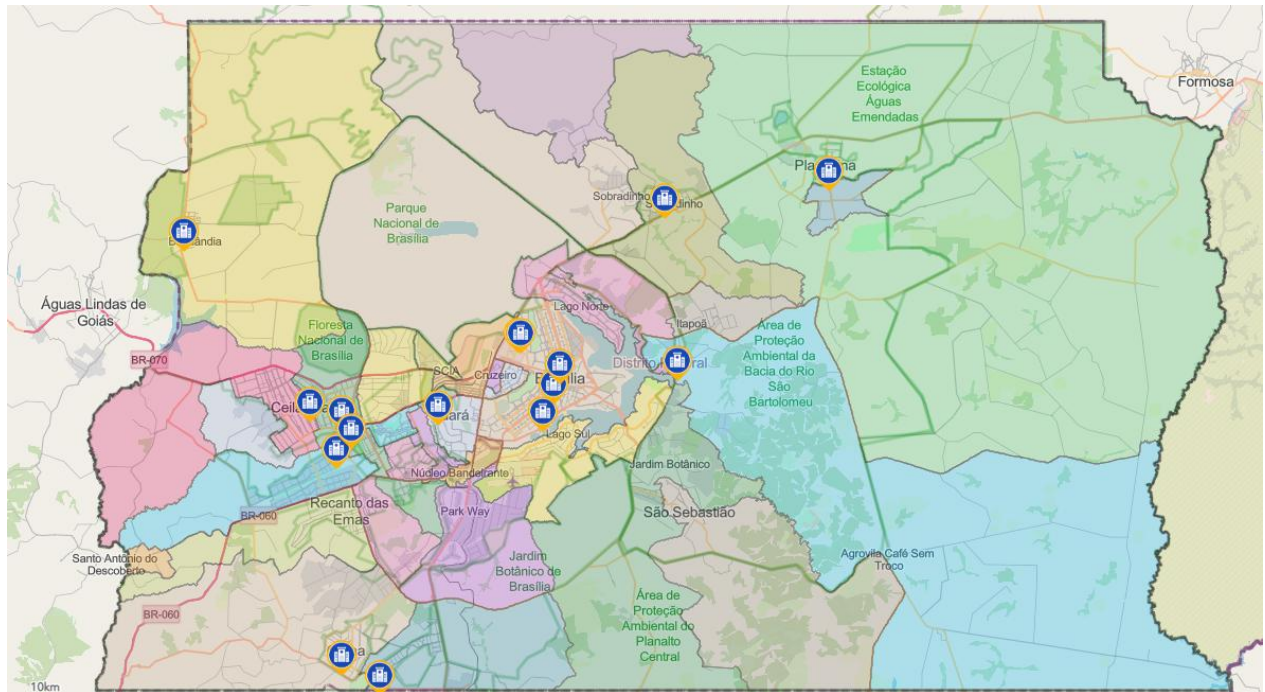 Estação
Ecológica
Águas
Emendadas
Formosa
Parque
Nacional de
Brasília
Sobradinho
Águas Lindas de
Goiás
Lago Norte
Itapoã
Floresta
Nacional de
Brasília
Área de
Proteção
Ambiental da
Bacia do Rio
São
Bartolomeu
BR-070
SCIA
Cruzeiro
Lago Sul
Núcleo Bandeirante
Jardim Botânico
Recanto das
Emas
BR-060
Park Way
São Sebastião
Santo Antônio do
Descoberto
Jardim
Botânico de
Brasília
Agrovila Café Sem
Troco
Área de
Proteção
Ambiental do
Planalto
Central
BR-060
10km